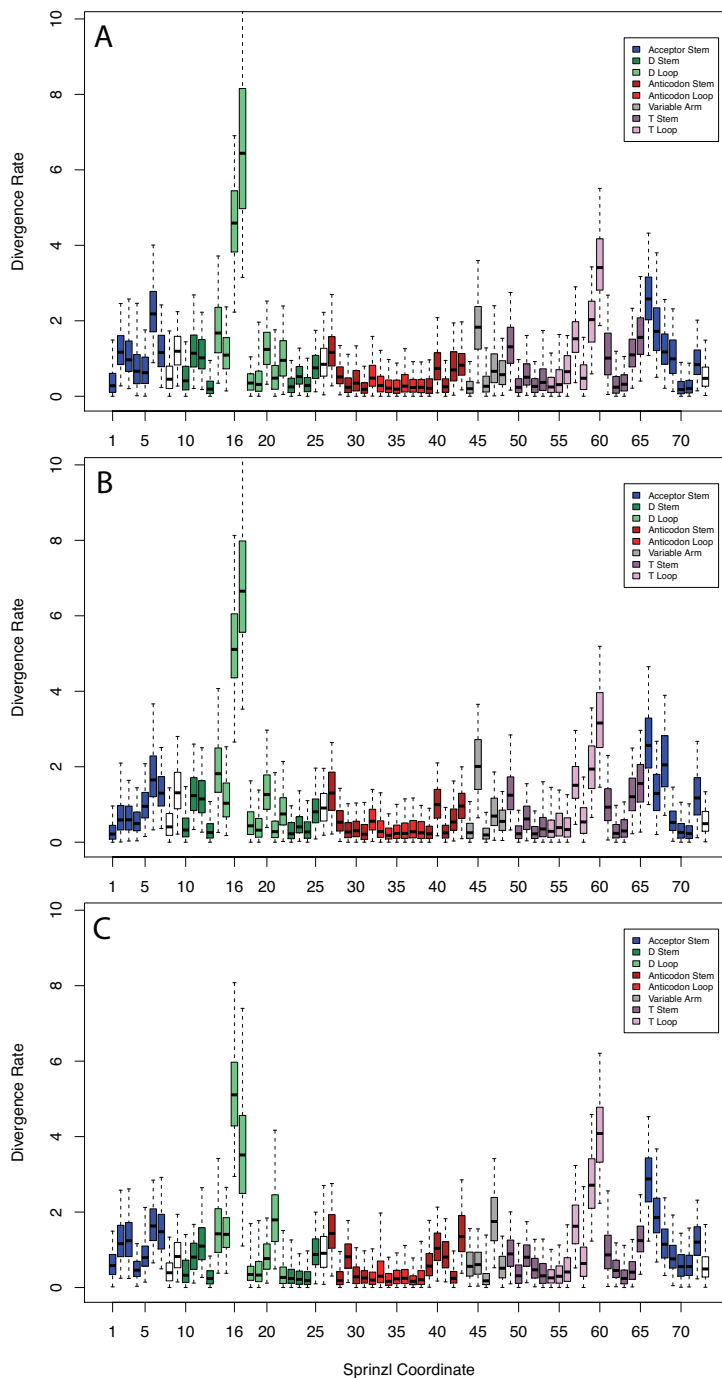 A
Divergence Rate
10
8
6
4
2
0
Acceptor Stem
D Stem
D Loop
Anticodon Stem
Anticodon Loop
Variable Arm
T Stem
T Loop
1 5 10 16 20 25 30 35 40 45 50 55 60 65 70
B
Divergence Rate
10
8
6
4
2
0
Acceptor Stem
D Stem
D Loop
Anticodon Stem
Anticodon Loop
Variable Arm
T Stem
T Loop
1 5 10 16 20 25 30 35 40 45 50 55 60 65 70
C
Divergence Rate
10
8
6
4
2
0
Acceptor Stem
D Stem
D Loop
Anticodon Stem
Anticodon Loop
Variable Arm
T Stem
T Loop
1 5 10 16 20 25 30 35 40 45 50 55 60 65 70
Sprinzl Coordinate